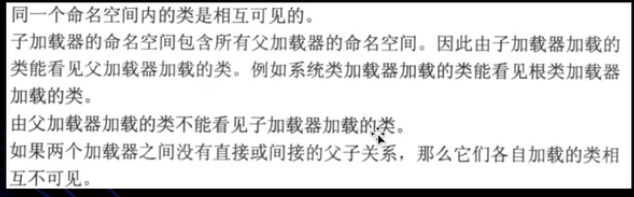 同一个命名空间内的类是相互可见的。
子加载器的命名空间包含所有父加载器的命名空间。因此由子加载器加载的
类能看见父加载器加载的类。例如系统类加载器加载的类能看见根类加载器
加载的类。
由父加载器加载的类不能看见子加载器加载的类。
如果两个加载器之间没有直接或间接的父子关系，那么它们各自加载的类相
互不可见。